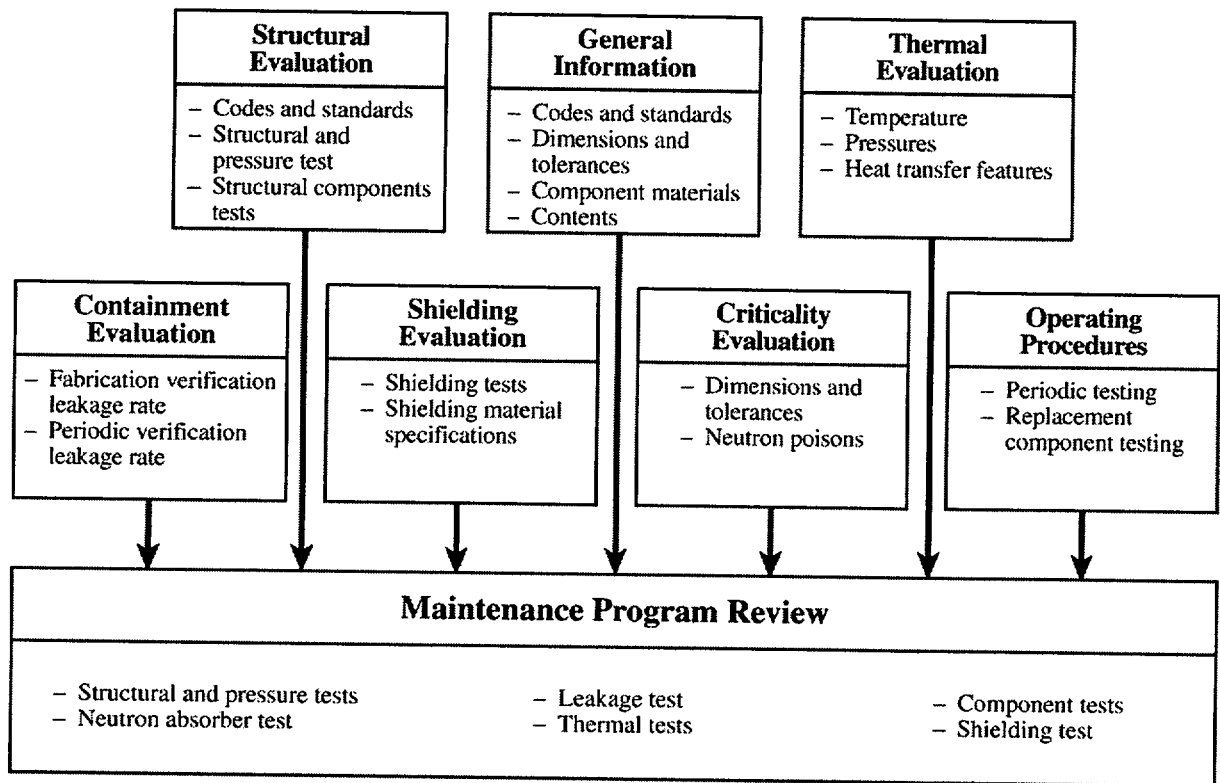 Structural
Evaluation
– Codes and standards
– Structural and
pressure test
– Structural components
tests
General
Information
– Codes and standards
– Dimensions and
tolerances
– Component materials
– Contents
Thermal
Evaluation
– Temperature
– Pressures
– Heat transfer features
Containment
Evaluation
– Fabrication verification
leakage rate
– Periodic verification
leakage rate
Shielding
Evaluation
– Shielding tests
– Shielding material
specifications
Criticality
Evaluation
– Dimensions and
tolerances
– Neutron poisons
Operating
Procedures
– Periodic testing
– Replacement
component testing
Maintenance Program Review
– Structural and pressure tests
– Neutron absorber test
– Leakage test
– Thermal tests
– Component tests
– Shielding test